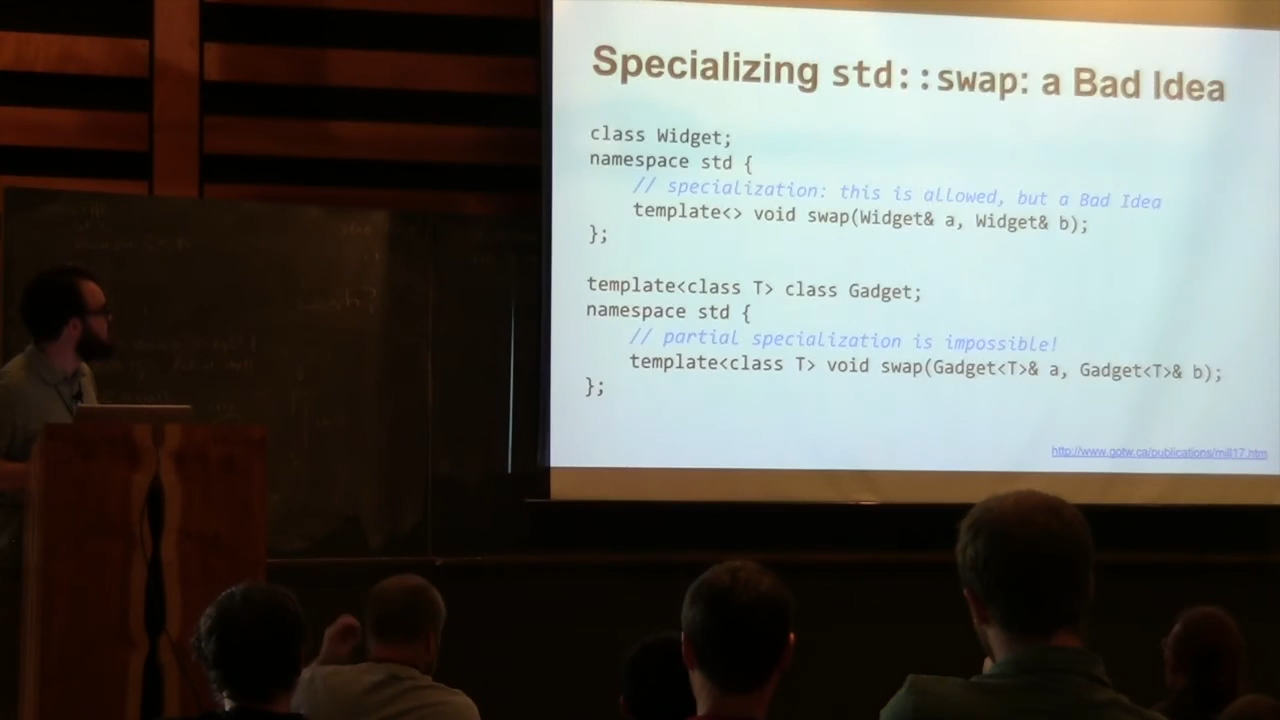 Specializing std::swap: a Bad Idea
class Widget;
namespace std {
// specialization: this is allowed, but a Bad Idea
template<> void swap(Widget& a, Widget& b);
};
template<class T> class Gadget;
namespace std {
// partial specialization is impossible!
template<class T> void swap(Gadget<T>& a, Gadget<T>& b);
};
http://www.gotw.ca/publications/mill17.htm